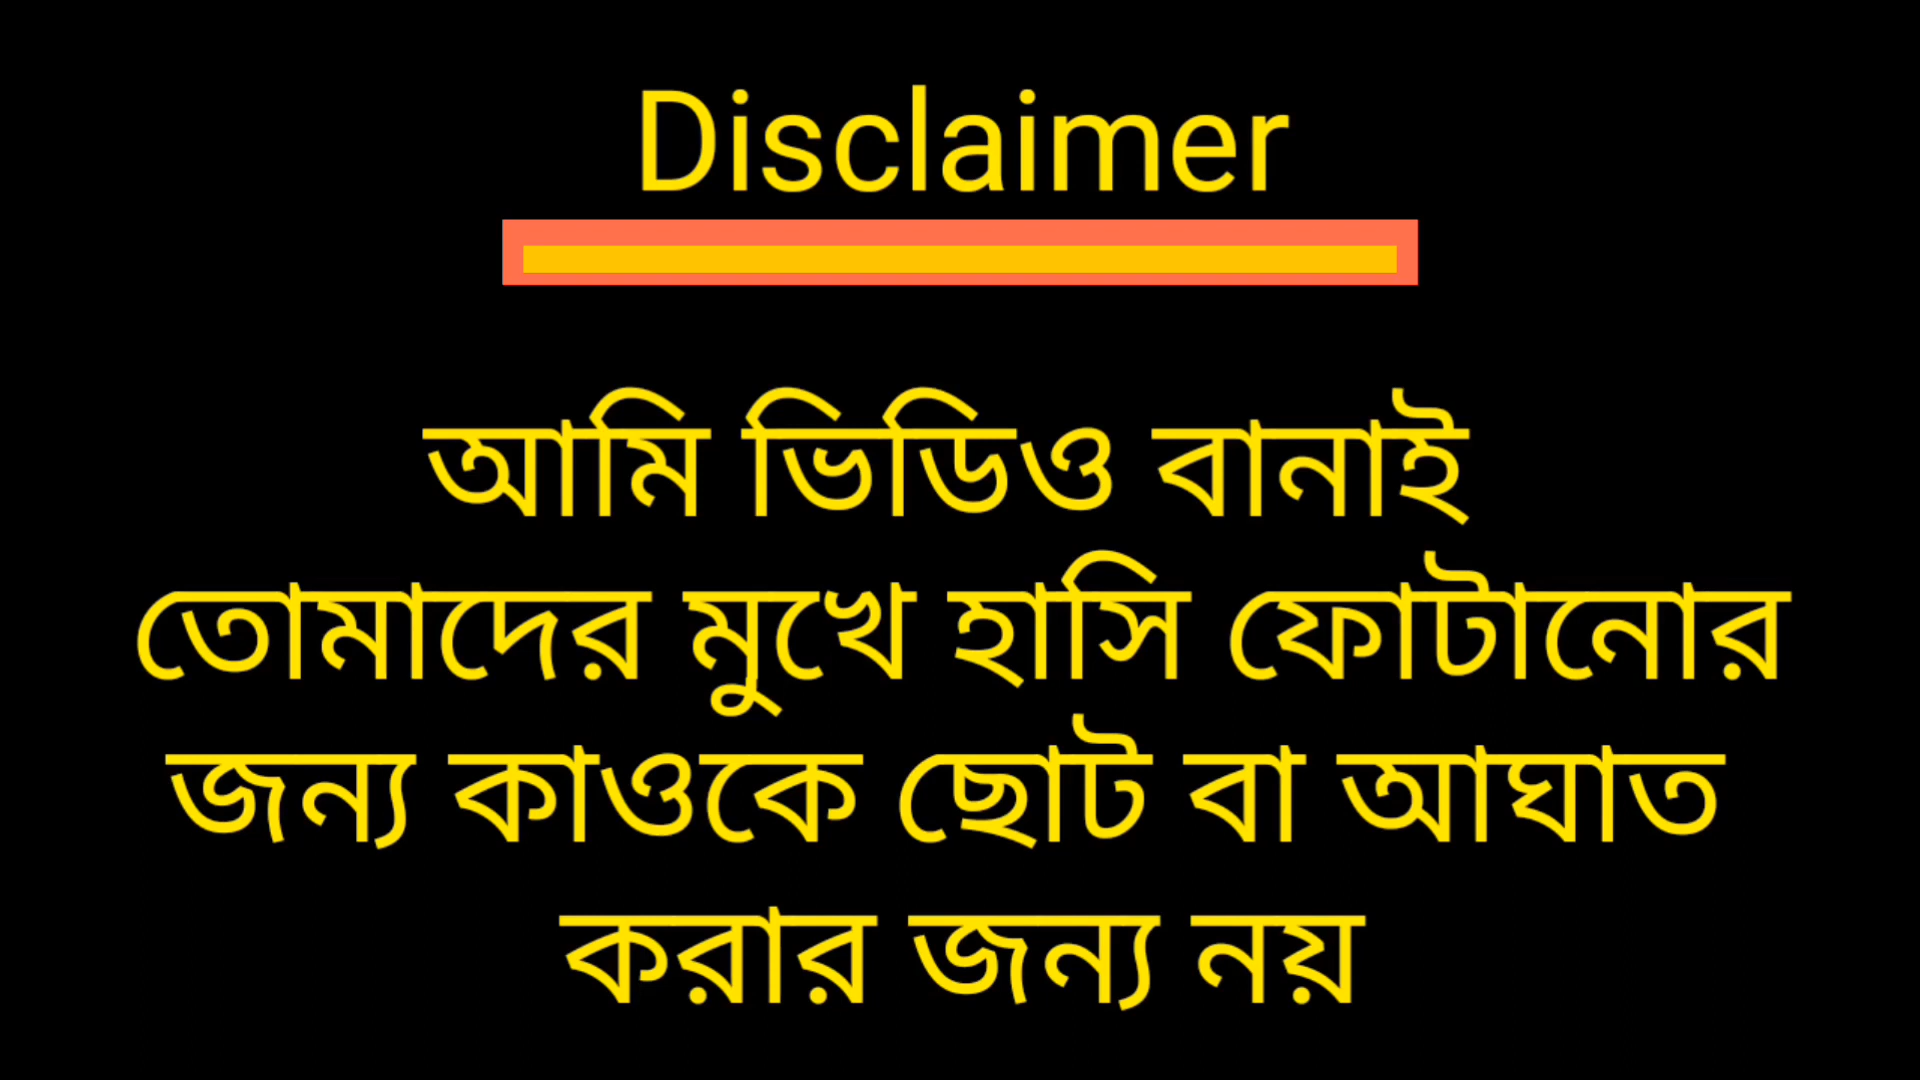 Disclaimer
আমি ভিডিও বানাই
তোমাদের মুখে হাসি ফোটানোর
জন্য কাওকে ছোট বা আঘাত
করার জন্য নয়